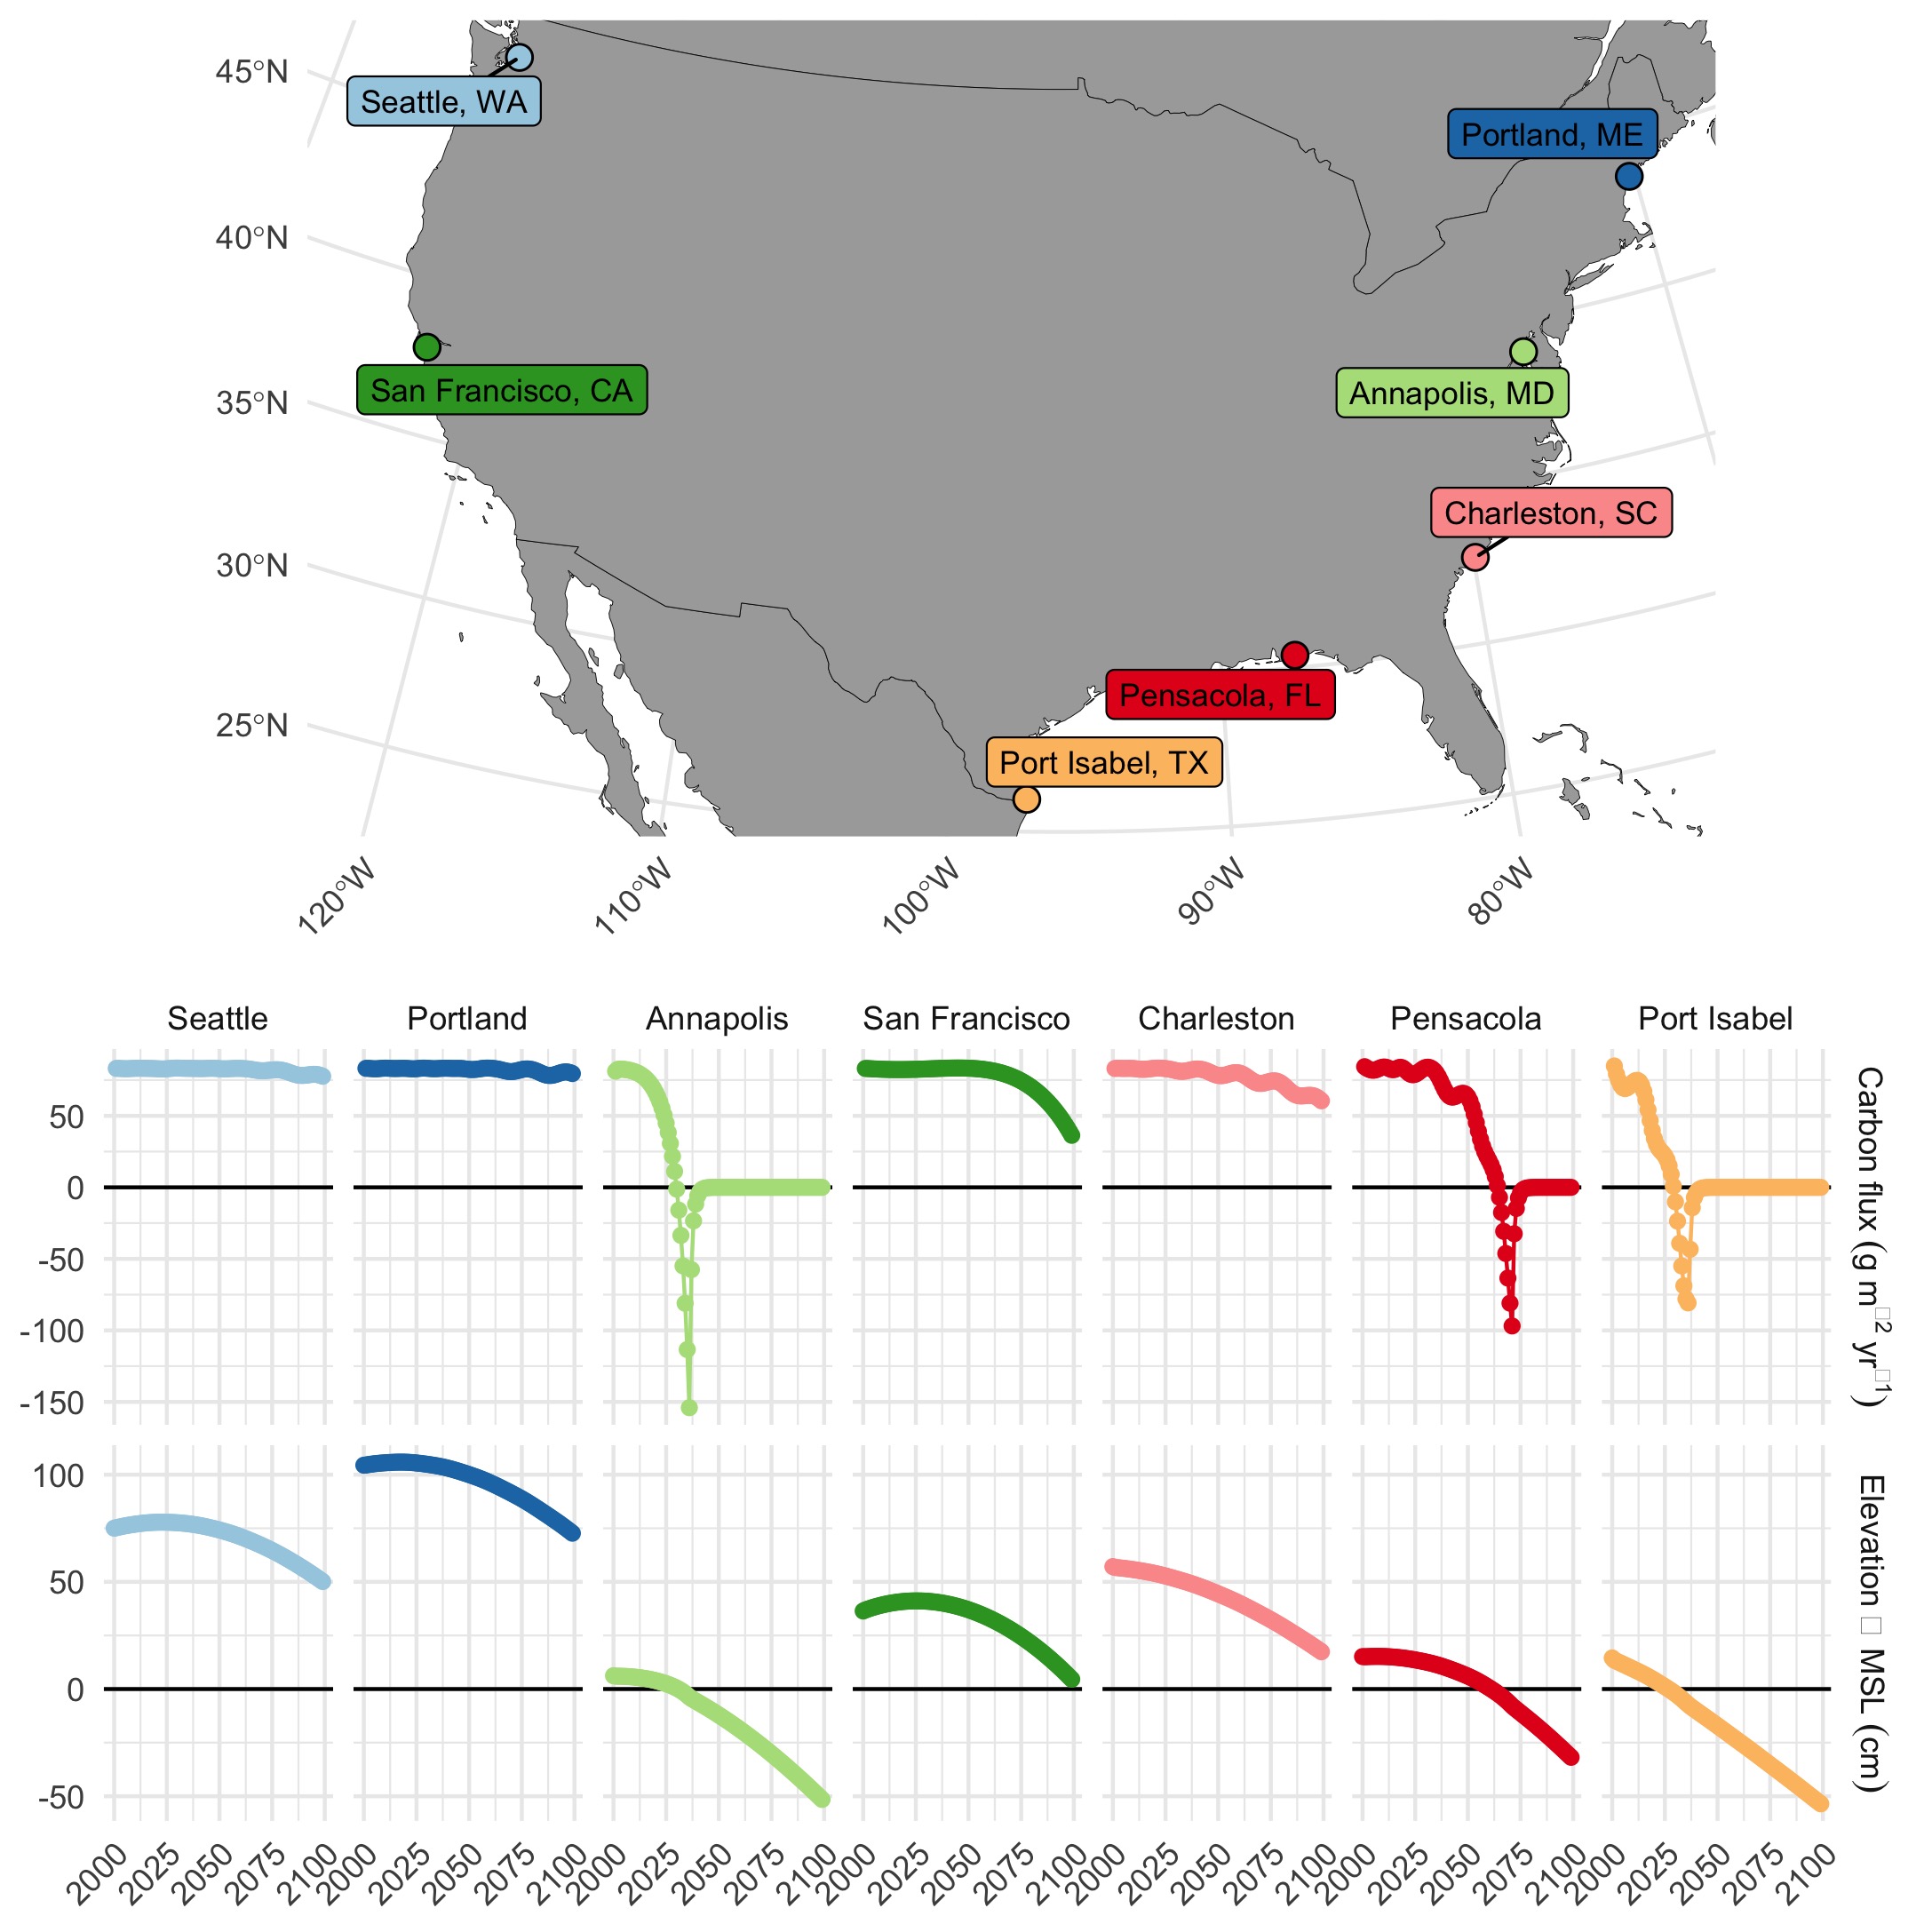 45°N
40°N
35°N
30°N
25°N
Seattle, WA
Portland, ME
San Francisco, CA
Annapolis, MD
Charleston, SC
Pensacola, FL
Port Isabel, TX
120°W 110°W 100°W 90°W 80°W
Seattle Portland Annapolis San Francisco Charleston Pensacola Port Isabel
50
0
-50
-100
-150
Carbon flux (g m□² yr□¹)
100
50
0
-50
Elevation □ MSL (cm)
2000 2025 2050 2075 2100 2000 2025 2050 2075 2100 2000 2025 2050 2075 2100 2000 2025 2050 2075 2100 2000 2025 2050 2075 2100 2000 2025 2050 2075 2100 2000 2025 2050 2075 2100